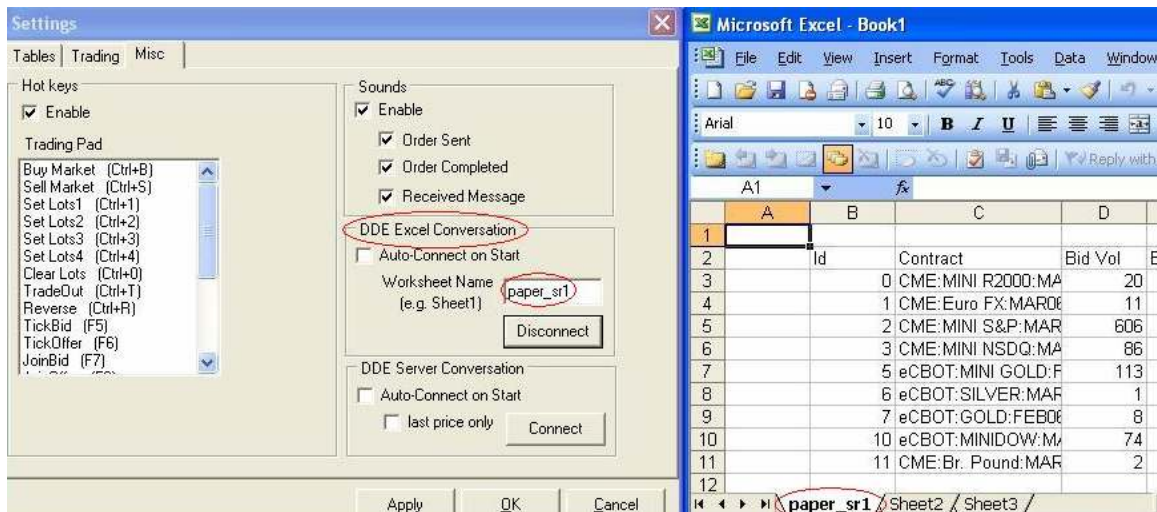 Settings
Tables Trading Misc
Hot keys
Enable
Trading Pad
Buy Market (Ctrl+B)
Sell Market (Ctrl+S)
Set Lots1 (Ctrl+1)
Set Lots2 (Ctrl+2)
Set Lots3 (Ctrl+3)
Set Lots4 (Ctrl+4)
Clear Lots (Ctrl+0)
TradeOut (Ctrl+T)
Reverse (Ctrl+R)
TickBid (F5)
TickOffer (F6)
JoinBid (F7)
Sounds
Enable
Order Sent
Order Completed
Received Message
DDE Excel Conversation
Auto-Connect on Start
Worksheet Name
(e.g. Sheet1)
paper_sr1
Disconnect
DDE Server Conversation
Auto-Connect on Start
last price only
Connect
Apply OK Cancel
Microsoft Excel - Book1
File Edit View Insert Format Tools Data Window
Arial 10 B I U
Reply with
A1 fx
A B C D
1
2 Id Contract Bid Vol
3 0 CME:MINI R2000:MA 20
4 1 CME:Euro FX:MAR06 11
5 2 CME:MINI S&P:MAR 606
6 3 CME:MINI NSDQ:MA 86
7 5 eCBOT:MINI GOLD:F 113
8 6 eCBOT:SILVER:MAR 1
9 7 eCBOT:GOLD:FEB06 8
10 10 eCBOT:MINIDOW:MA 74
11 11 CME:Br. Pound:MAR 2
12
paper_sr1 Sheet2 Sheet3